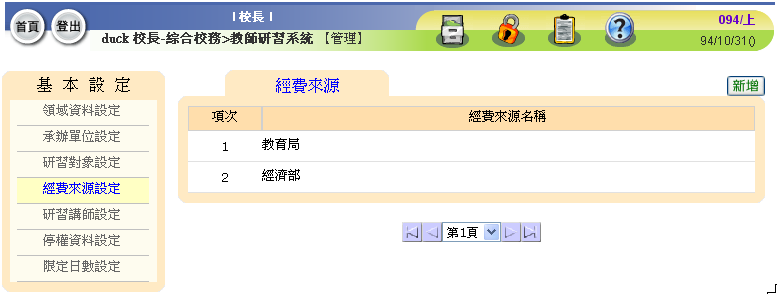 首頁
登出
| 校長 |
duck 校長-綜合校務>教師研習系統 【管理】
094/上
94/10/31()
基 本 設 定
領域資料設定
承辦單位設定
研習對象設定
經費來源設定
研習講師設定
停權資料設定
限定日數設定
經費來源
新增
項次 經費來源名稱
1 教育局
2 經濟部
第1頁